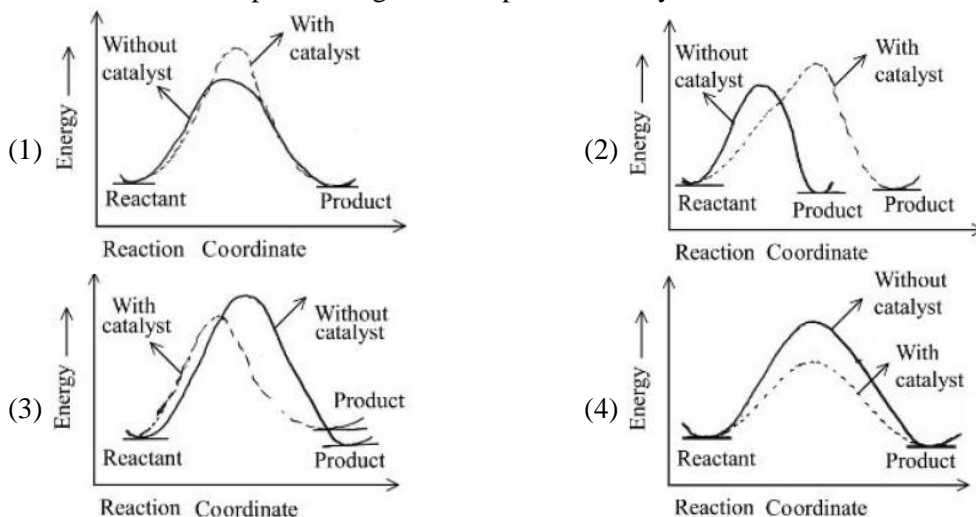 (1)
Energy
Without
catalyst
With
catalyst
Reactant
Product
Reaction Coordinate
(2)
Energy
Without
catalyst
With
catalyst
Reactant
Product
Product
Reaction Coordinate
(3)
Energy
With
catalyst
Without
catalyst
Product
Reactant
Product
Reaction Coordinate
(4)
Energy
Without
catalyst
With
catalyst
Reactant
Product
Reaction Coordinate